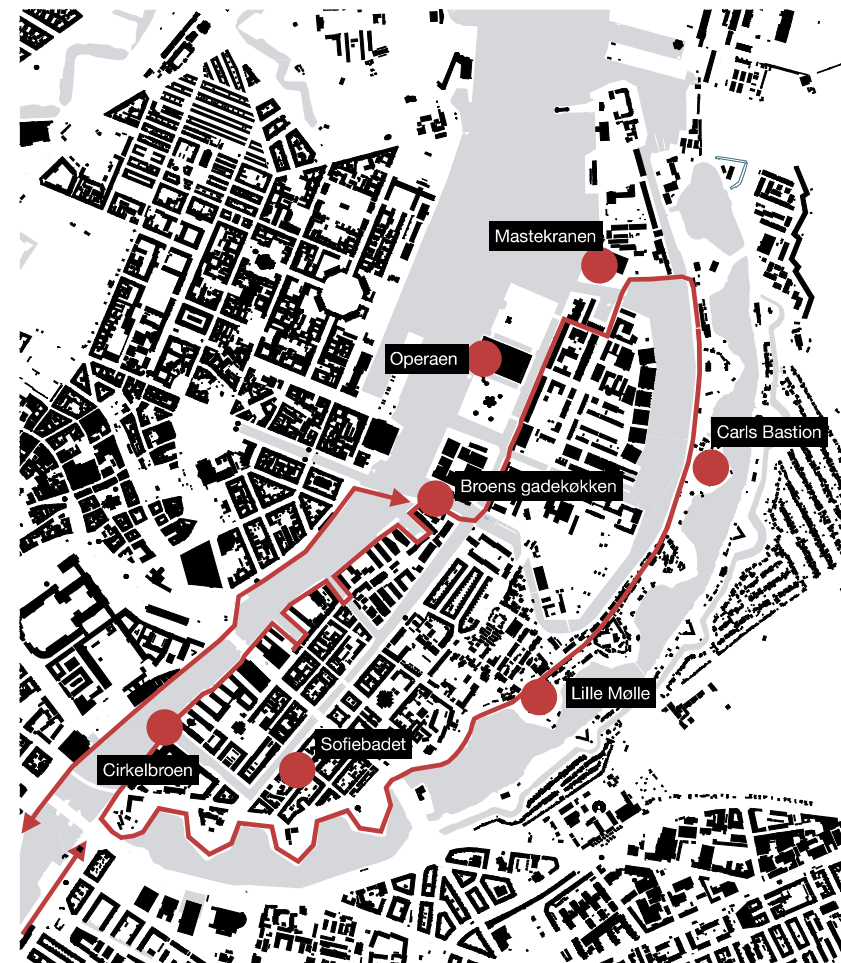 Mastekranen
Operaen
Carls Bastion
Broens gadekøkken
Lille Mølle
Sofiebadet
Cirkelbroen